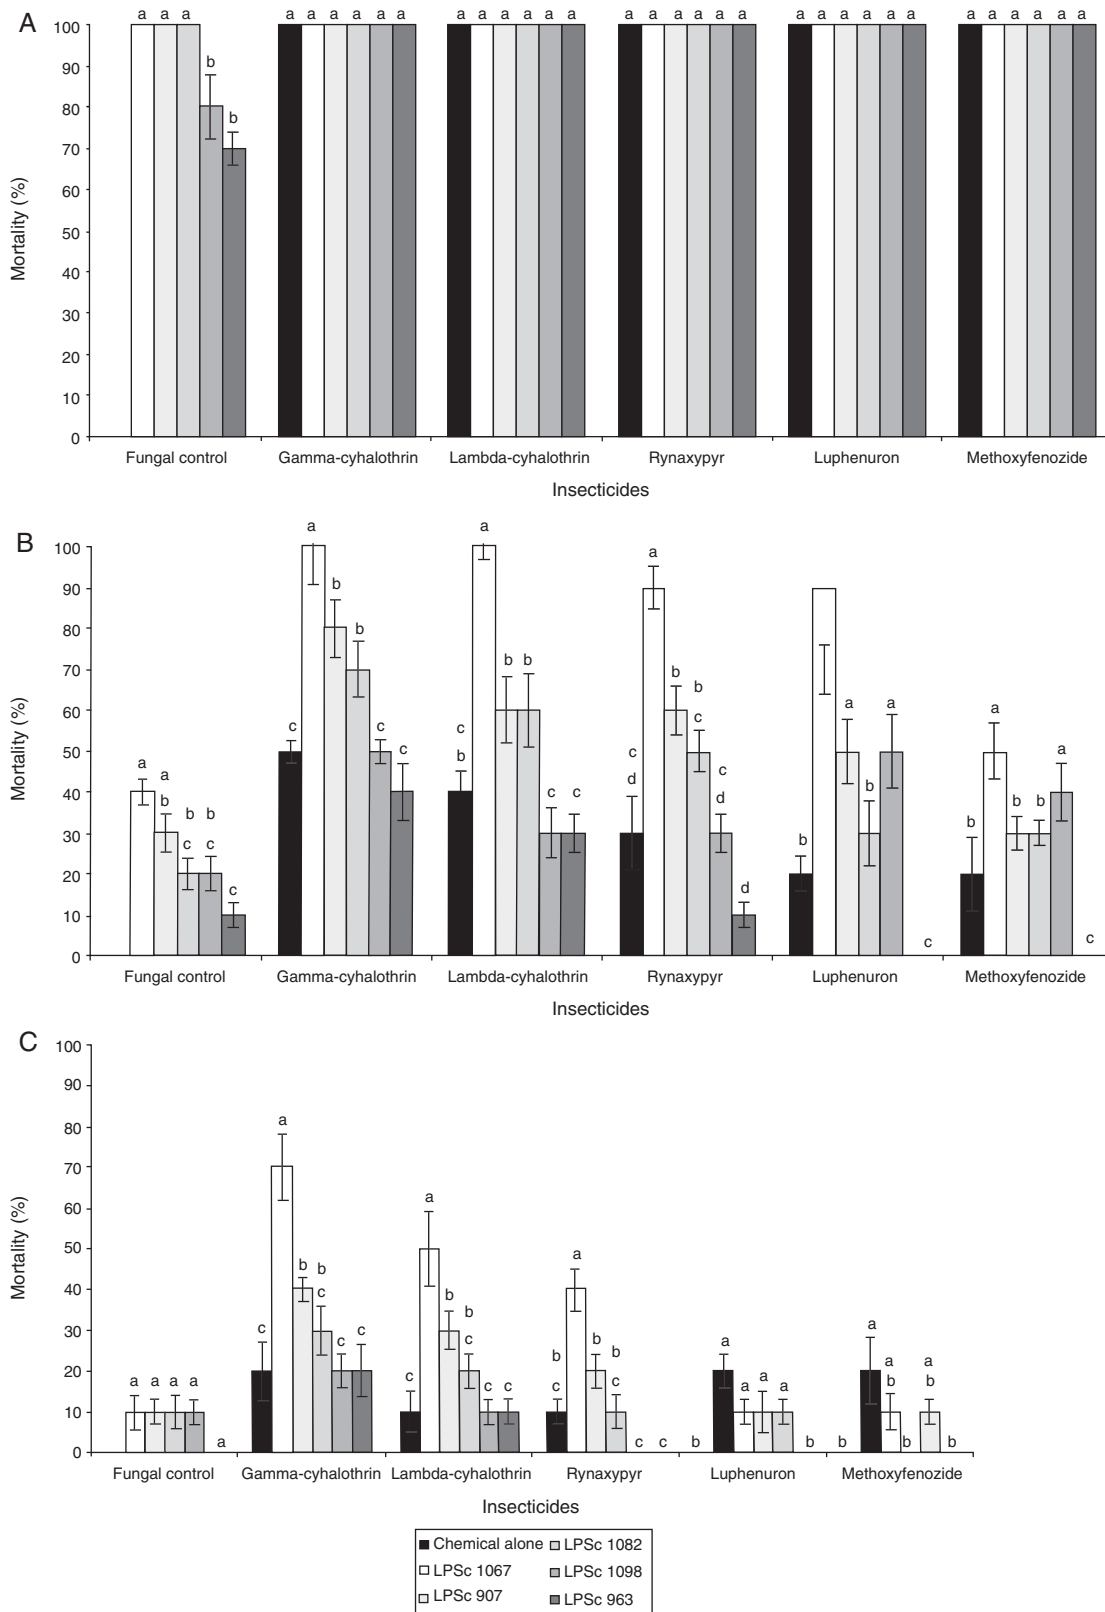 A
a a a b b a a a a a a a a a a a a a a a a a a a a a a a a a a a a a a
100
90
80
70
60
50
40
30
20
10
0
Mortality (%)
Fungal control Gamma-cyhalothrin Lambda-cyhalothrin Rynaxypyr Luphenuron Methoxyfenozide
Insecticides
B
100
90
80
70
60
50
40
30
20
10
0
Mortality (%)
a a b b c b c c
c a b b c c
c b a b b c c
c d a b b c c d d
a b a b c
b a b b a c
Fungal control Gamma-cyhalothrin Lambda-cyhalothrin Rynaxypyr Luphenuron Methoxyfenozide
Insecticides
C
100
90
80
70
60
50
40
30
20
10
0
Mortality (%)
a a a a a
c a b b c c c
c a b b c c c
b c a b b c c c
b a a a a b
b a a b b a b b
Fungal control Gamma-cyhalothrin Lambda-cyhalothrin Rynaxypyr Luphenuron Methoxyfenozide
Insecticides
Chemical alone LPSc 1082
LPSc 1067 LPSc 1098
LPSc 907 LPSc 963